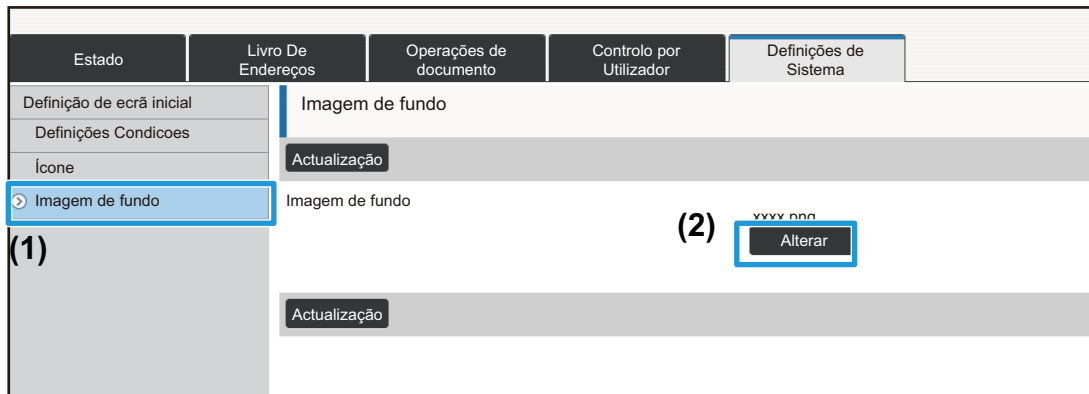 Estado
Livro De
Endereços
Operações de
documento
Controlo por
Utilizador
Definições de
Sistema
Definição de ecrã inicial
Definições Condicoes
Ícone
Imagem de fundo
(1)
Imagem de fundo
Actualização
Imagem de fundo
xxxx.png
(2)
Alterar
Actualização